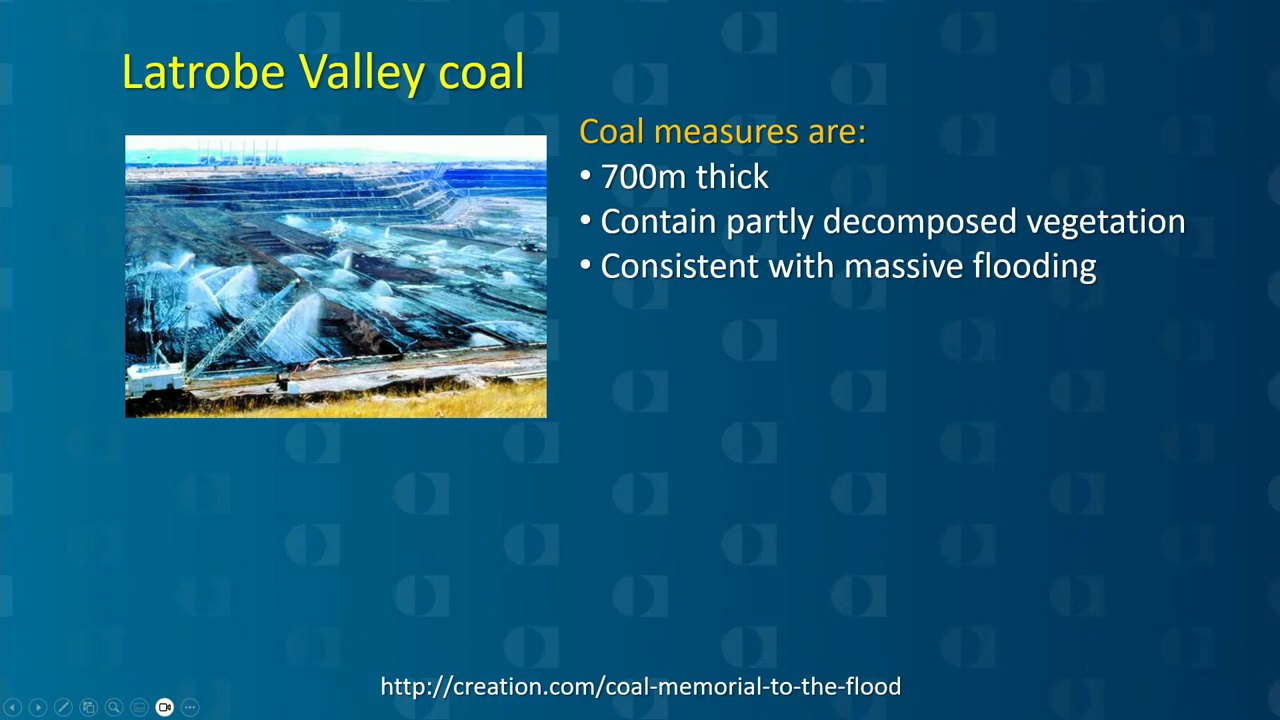 Latrobe Valley coal
Coal measures are:
• 700m thick
• Contain partly decomposed vegetation
• Consistent with massive flooding
http://creation.com/coal-memorial-to-the-flood